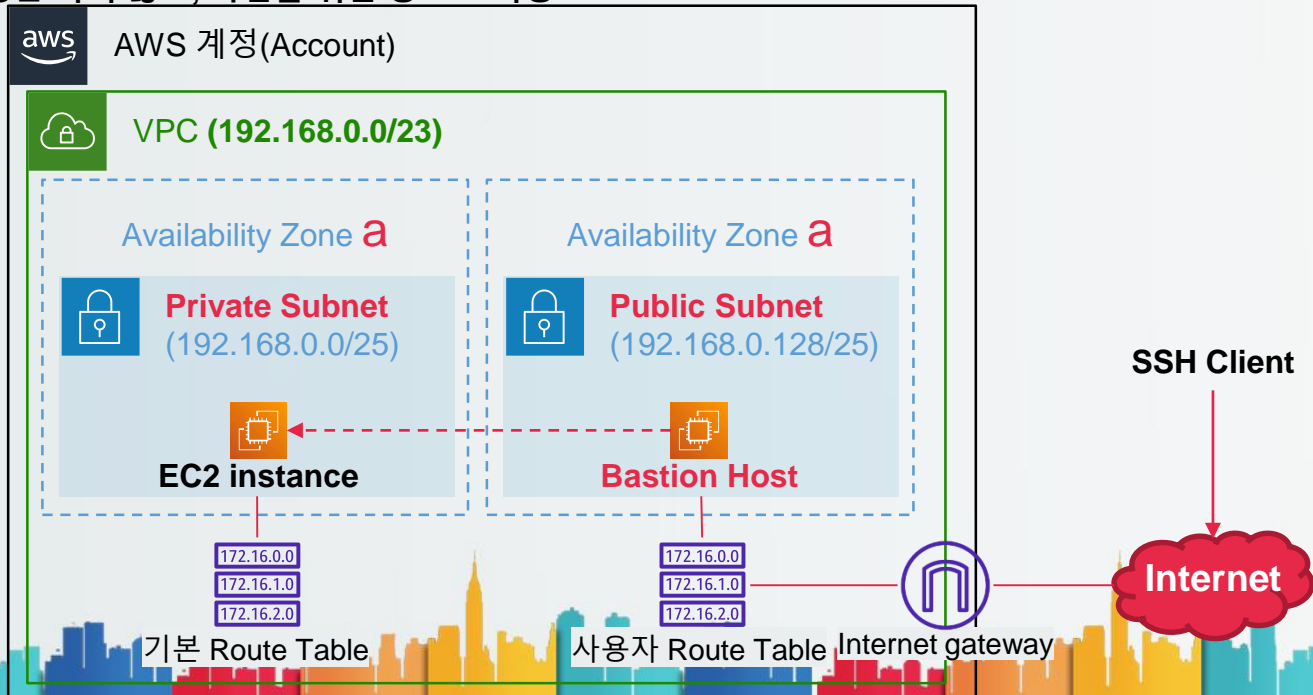 aws
AWS 계정(Account)
VPC (192.168.0.0/23)
Availability Zone a
Private Subnet
(192.168.0.0/25)
EC2 instance
Availability Zone a
Public Subnet
(192.168.0.128/25)
Bastion Host
SSH Client
Internet
172.16.0.0
172.16.1.0
172.16.2.0
기본 Route Table
172.16.0.0
172.16.1.0
172.16.2.0
사용자 Route Table
Internet gateway